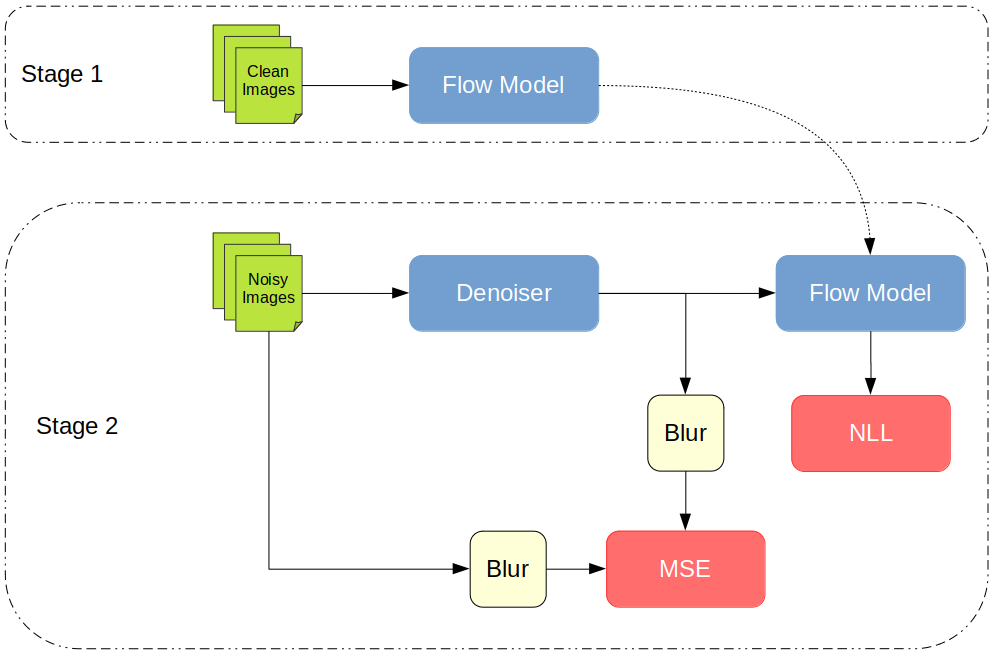 Stage 1
Clean
Images
Flow Model
Noisy
Images
Denoiser
Flow Model
Stage 2
Blur
NLL
Blur
MSE